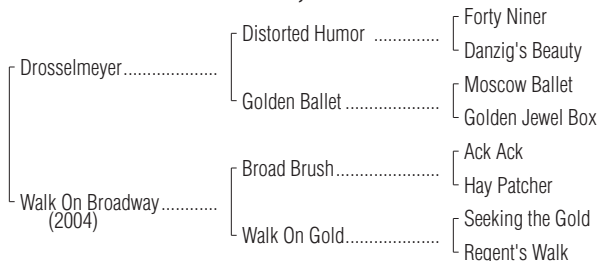 Forty Niner
Distorted Humor ..............
Danzig's Beauty
Drosselmeyer....................
Moscow Ballet
Golden Ballet ....................
Golden Jewel Box
Ack Ack
Broad Brush......................
Hay Patcher
Walk On Broadway............
(2004)
Seeking the Gold
Walk On Gold....................
Regent's Walk